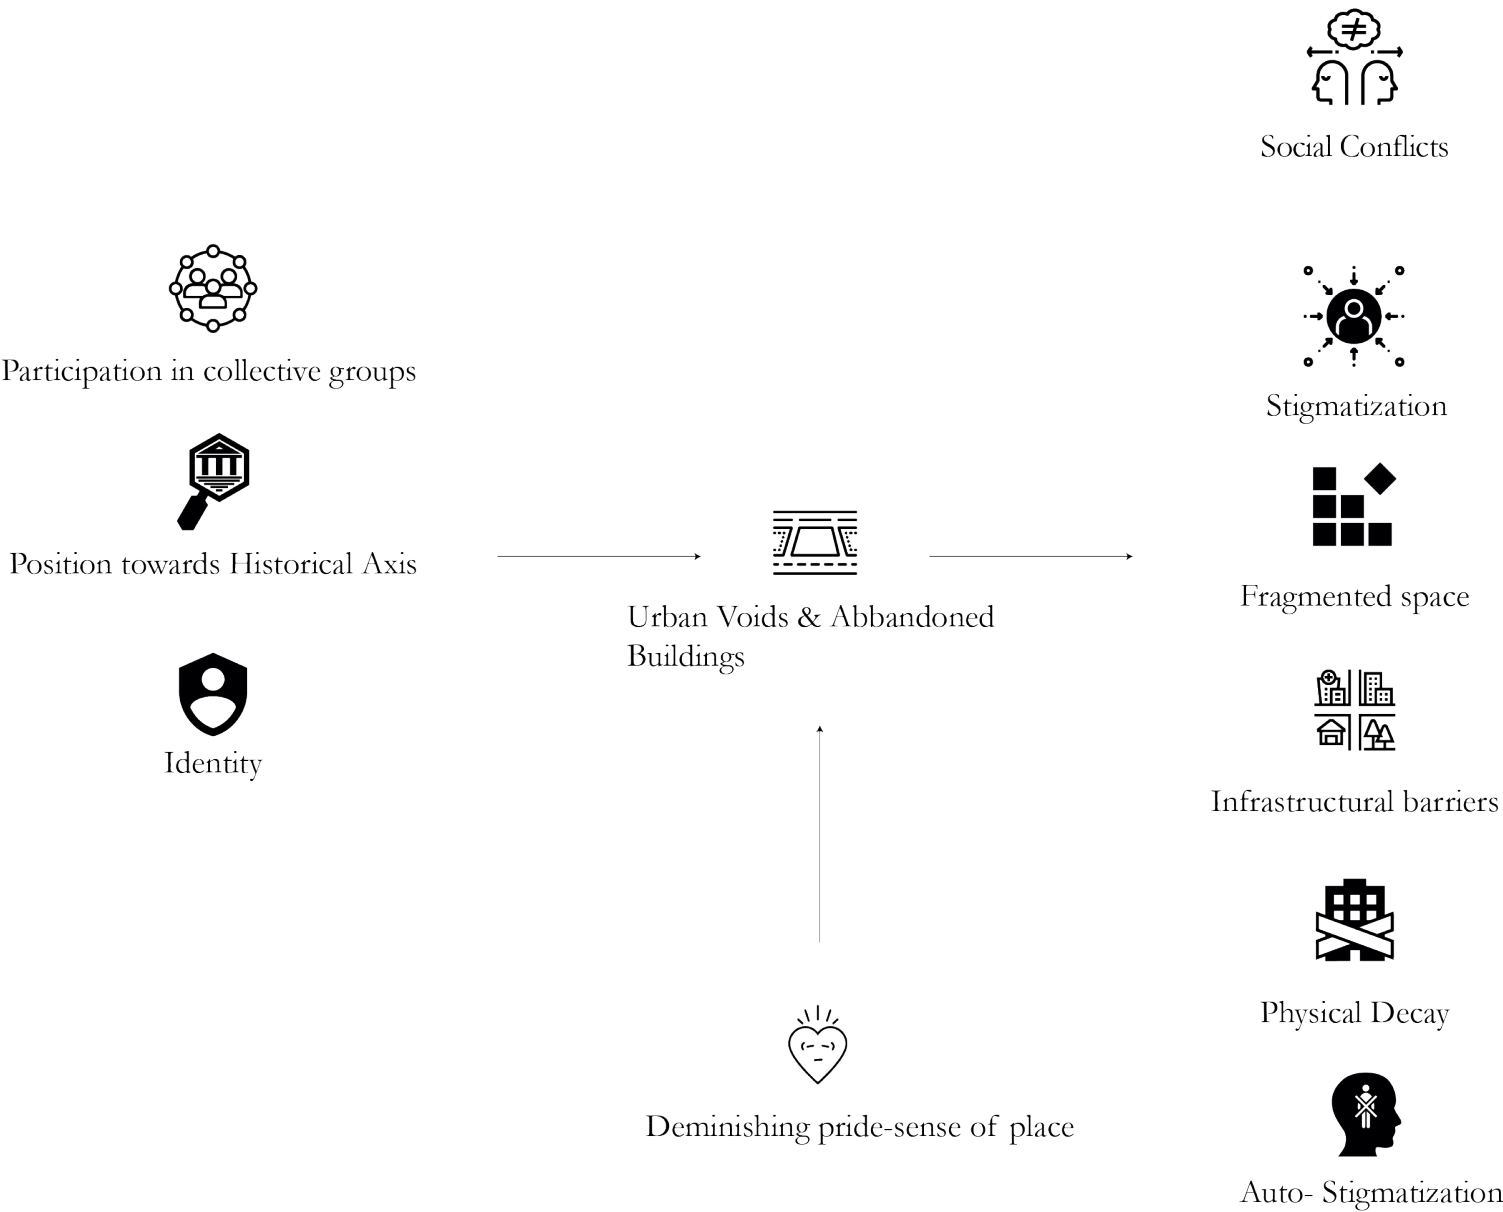 Social Conflicts
Participation in collective groups
Stigmatization
Position towards Historical Axis
Fragmented space
Urban Voids & Abbandoned
Buildings
Identity
Infrastructural barriers
Physical Decay
Deminishing pride-sense of place
Auto- Stigmatization